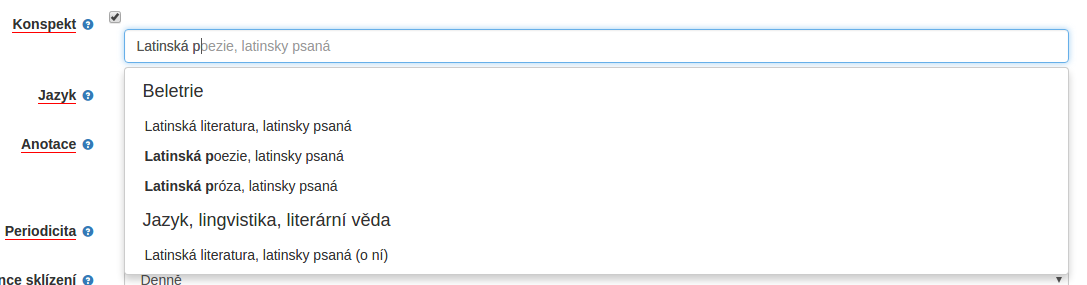 Konspekt
Latinská poezie, latinsky psaná
Beletrie
Latinská literatura, latinsky psaná
Latinská poezie, latinsky psaná
Latinská próza, latinsky psaná
Jazyk, lingvistika, literární věda
Latinská literatura, latinsky psaná (o ní)
Jazyk
Anotace
Periodicita
nce sklízení
Denně